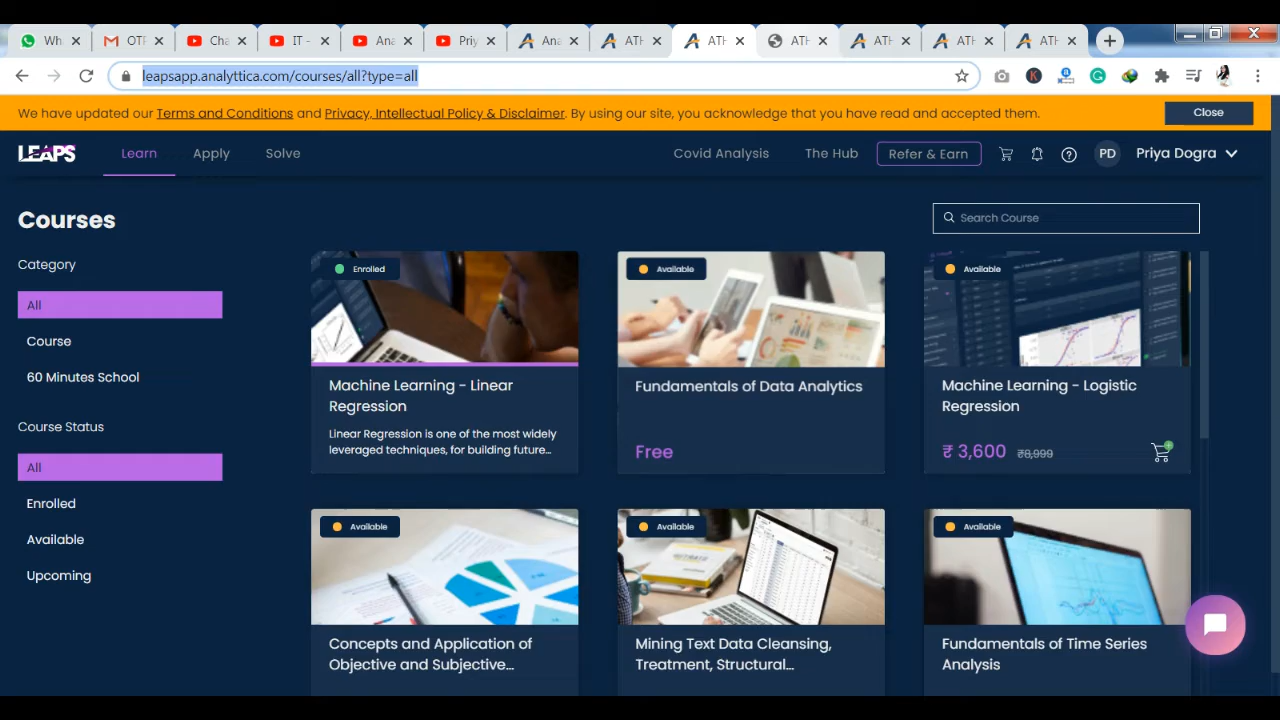 Wha
OTP
Cha
IT -
Ana
Priy
Ana
ATH
ATH
ATH
ATH
ATH
ATH
leapsapp.analyttica.com/courses/all?type=all
We have updated our Terms and Conditions and Privacy, Intellectual Policy & Disclaimer. By using our site, you acknowledge that you have read and accepted them.
Close
LEAPS
Learn
Apply
Solve
Covid Analysis
The Hub
Refer & Earn
PD
Priya Dogra
Courses
Search Course
Category
All
Course
60 Minutes School
Course Status
All
Enrolled
Available
Upcoming
Enrolled
Machine Learning - Linear
Regression
Linear Regression is one of the most widely
leveraged techniques, for building future...
Available
Fundamentals of Data Analytics
Free
Available
Machine Learning - Logistic
Regression
₹ 3,600 ₹8,999
Available
Concepts and Application of
Objective and Subjective...
Available
Mining Text Data Cleansing,
Treatment, Structural...
Available
Fundamentals of Time Series
Analysis